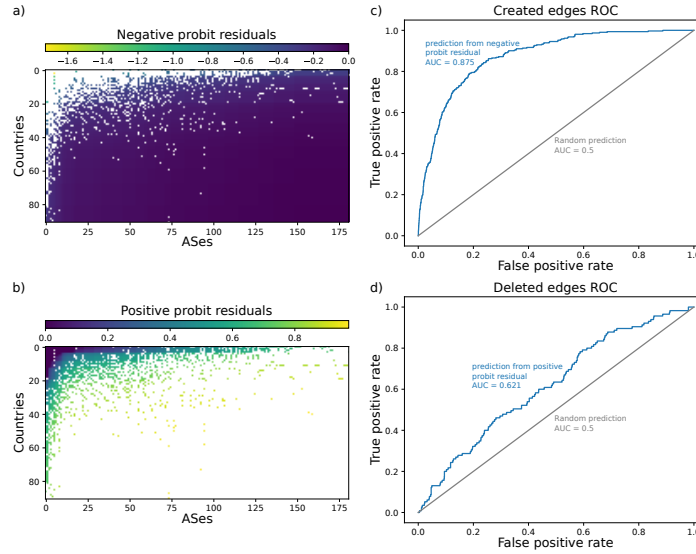 a)
Negative probit residuals
−1.6 −1.4 −1.2 −1.0 −0.8 −0.6 −0.4 −0.2 0.0
0
20
40
60
80
Countries
0 25 50 75 100 125 150 175
ASes
b)
Positive probit residuals
0.0 0.2 0.4 0.6 0.8
0
20
40
60
80
Countries
0 25 50 75 100 125 150 175
ASes
c)
Created edges ROC
1.0
0.8
0.6
0.4
0.2
0.0
True positive rate
prediction from negative
probit residual
AUC = 0.875
Random prediction
AUC = 0.5
0.0 0.2 0.4 0.6 0.8 1.0
False positive rate
d)
Deleted edges ROC
1.0
0.8
0.6
0.4
0.2
0.0
True positive rate
prediction from positive
probit residual
AUC = 0.621
Random prediction
AUC = 0.5
0.0 0.2 0.4 0.6 0.8 1.0
False positive rate